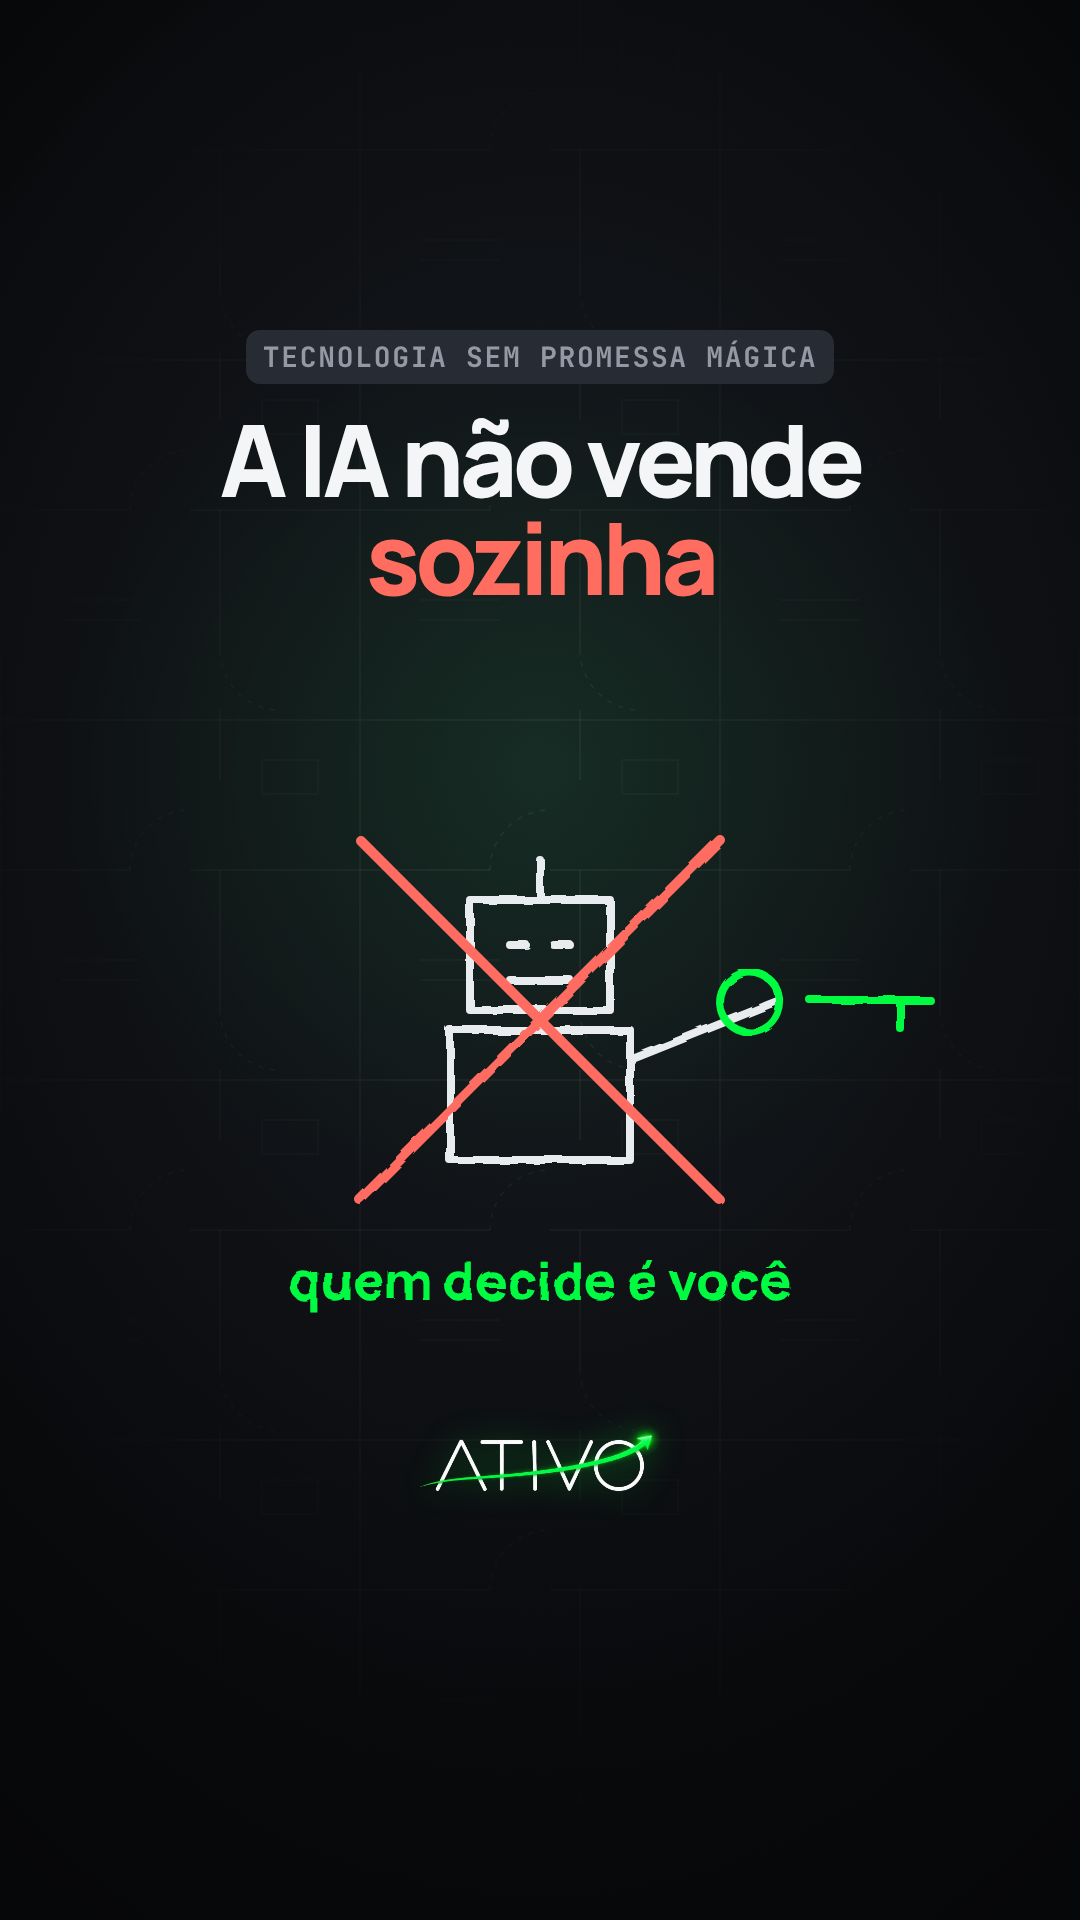 TECNOLOGIA SEM PROMESSA MÁGICA
A IA não vende
sozinha
quem decide é você
ATIVO